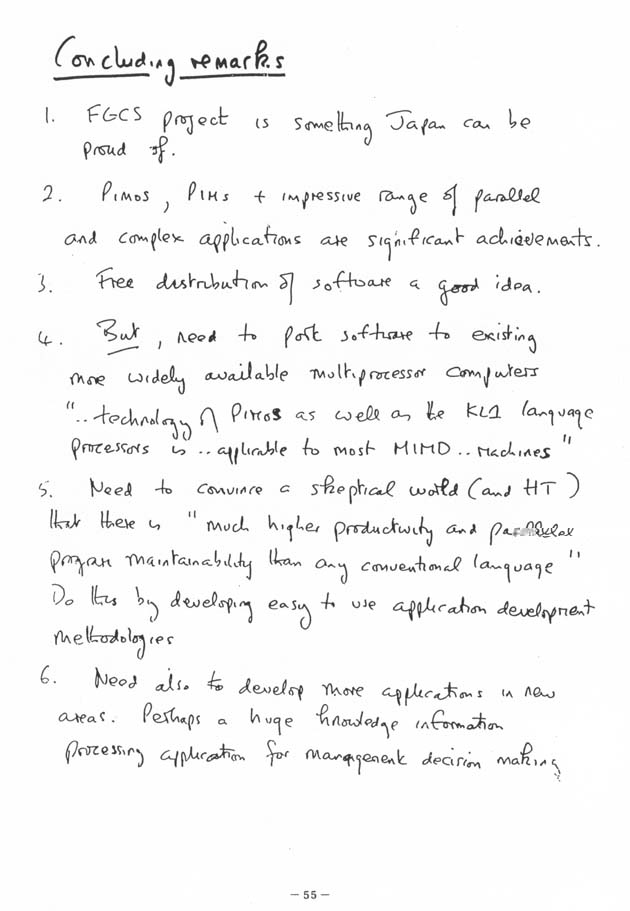 Concluding remarks
1. FGCS project is something Japan can be
proud of.
2. PIMOS, PIMs + impressive range of parallel
and complex applications are significant achievements.
3. Free distribution of software a good idea.
4. But, need to port software to existing
more widely available multiprocessor computers
"..technology of PIMOS as well as the KL1 language
processors is ..applicable to most MIMD..machines"
5. Need to convince a skeptical world (and HT)
that there is "much higher productivity and
program maintainability than any conventional language"
Do this by developing easy to use application development
methodologies
6. Need also to develop more applications in new
areas. Perhaps a huge knowledge information
processing application for management decision making
- 55 -